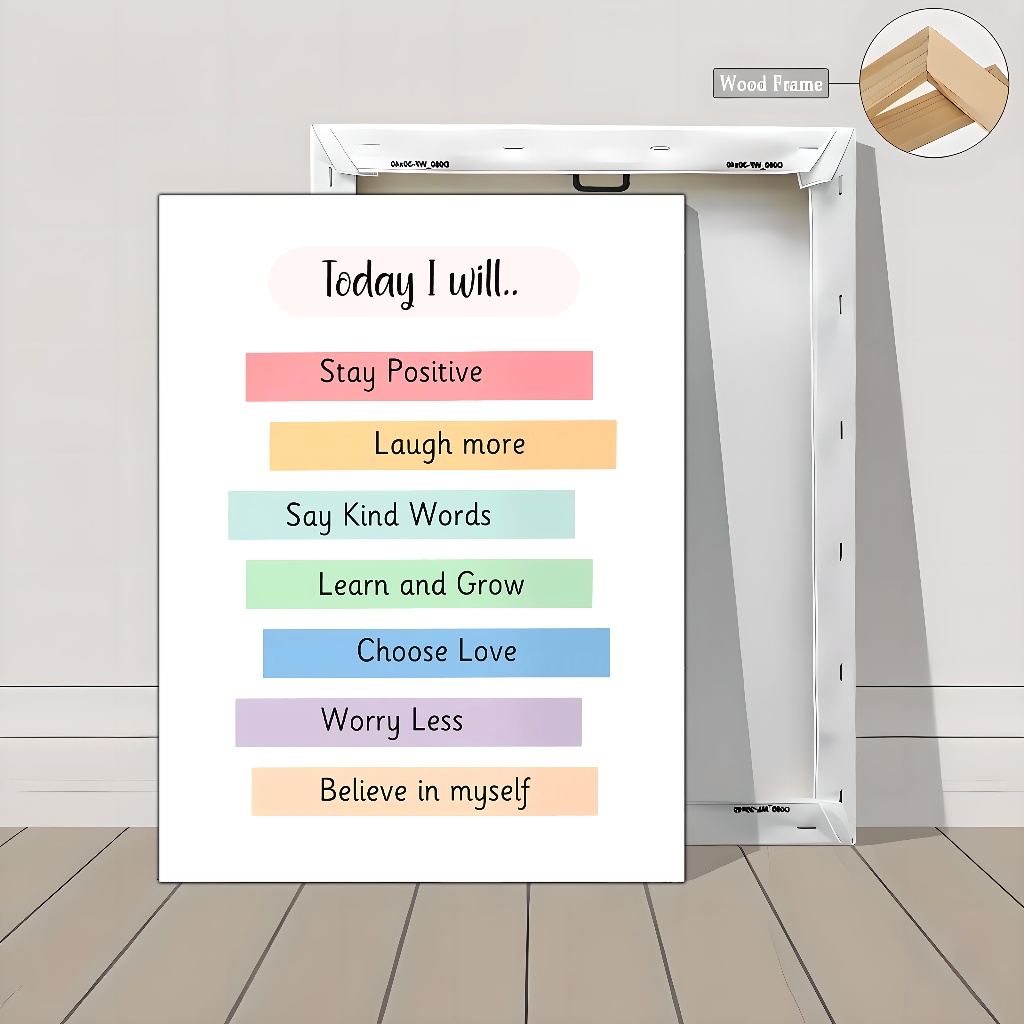 Wood Frame
Today I will..
Stay Positive
Laugh more
Say Kind Words
Learn and Grow
Choose Love
Worry Less
Believe in myself